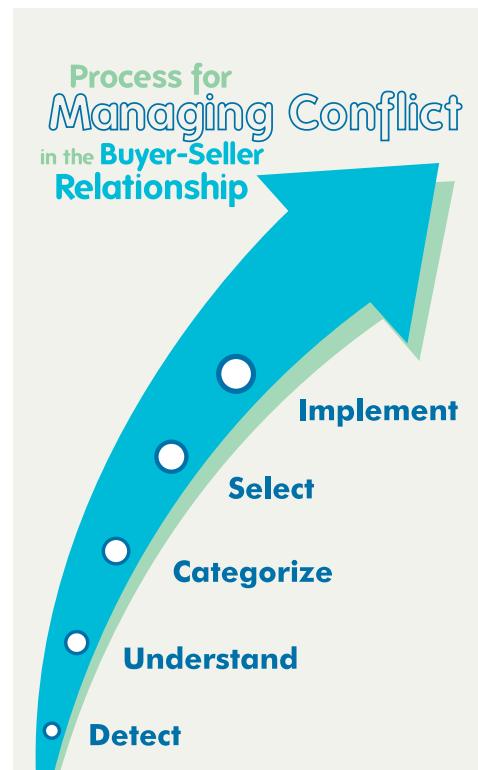 Process for
Managing Conflict
in the Buyer-Seller
Relationship
Implement
Select
Categorize
Understand
Detect